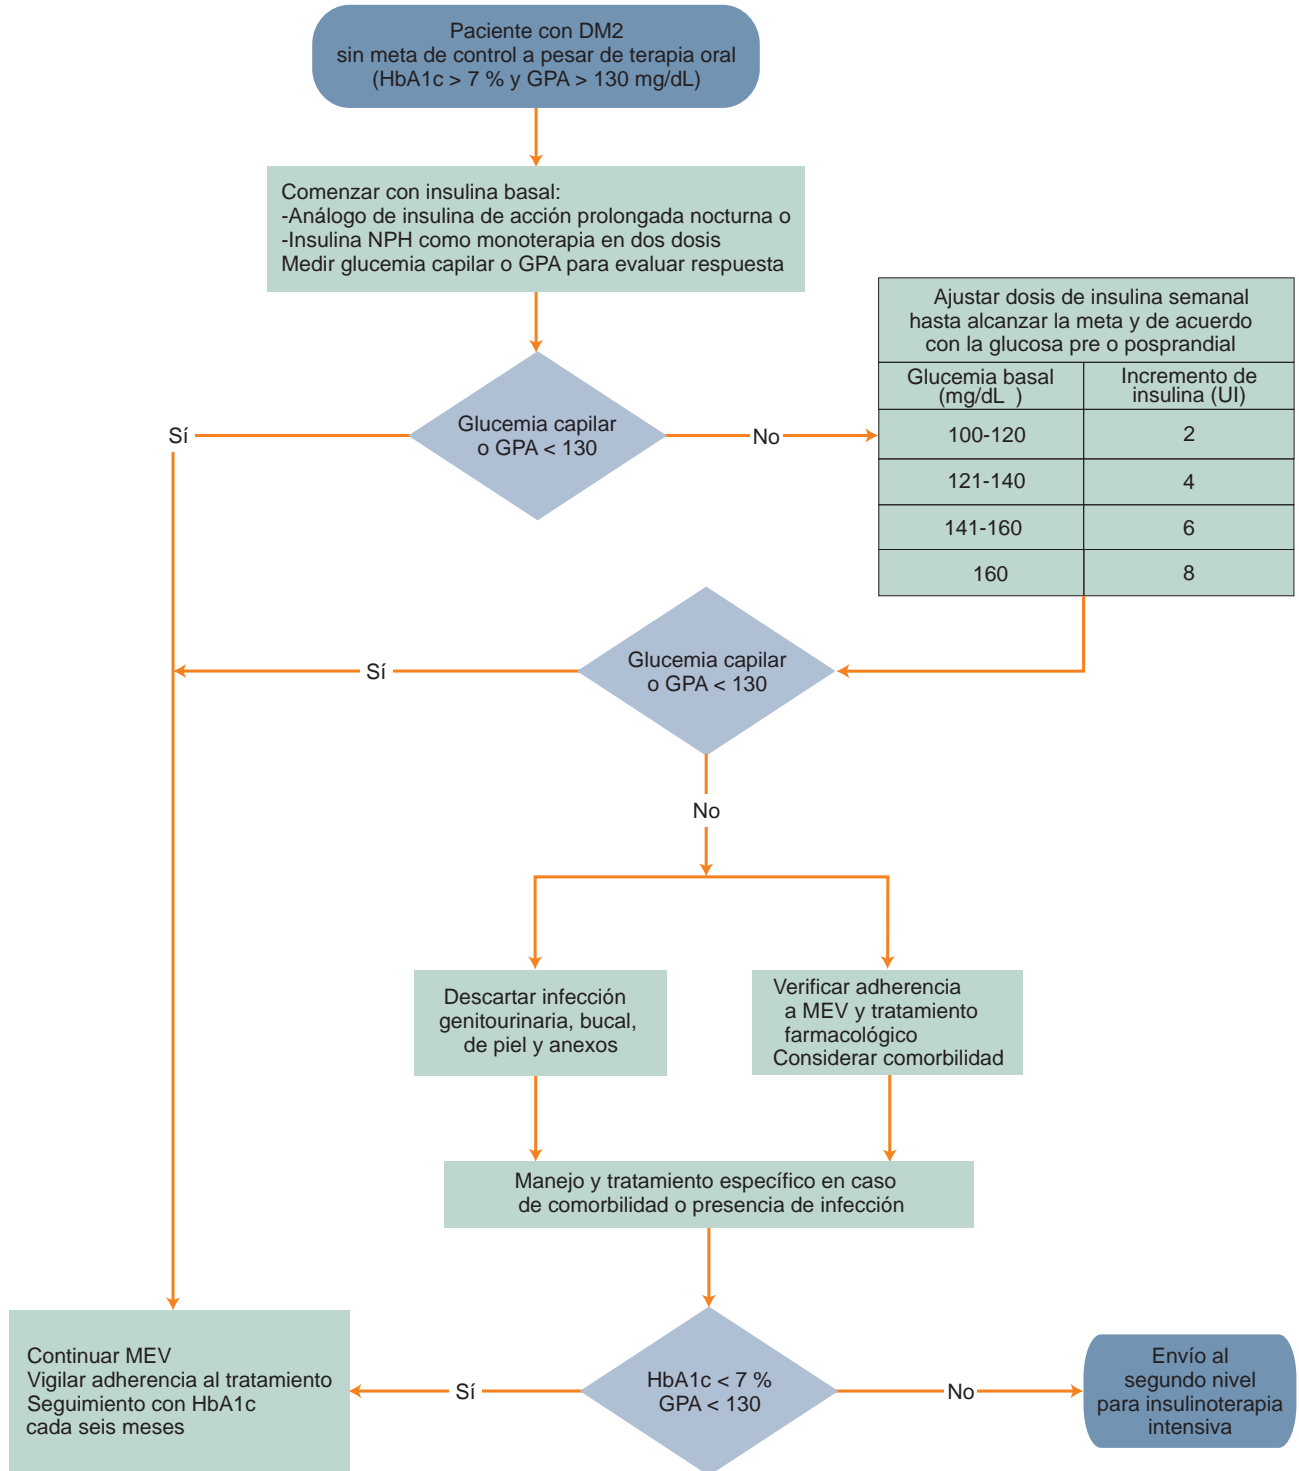 Paciente con DM2
sin meta de control a pesar de terapia oral
(HbA1c > 7 % y GPA > 130 mg/dL)
Comenzar con insulina basal:
-Análogo de insulina de acción prolongada nocturna o
-Insulina NPH como monoterapia en dos dosis
Medir glucemia capilar o GPA para evaluar respuesta
Ajustar dosis de insulina semanal
hasta alcanzar la meta y de acuerdo
con la glucosa pre o posprandial
Glucemia basal
(mg/dL )
Incremento de
insulina (UI)
100-120
2
121-140
4
141-160
6
160
8
Glucemia capilar
o GPA < 130
Sí
No
Glucemia capilar
o GPA < 130
Sí
No
Descartar infección
genitourinaria, bucal,
de piel y anexos
Verificar adherencia
a MEV y tratamiento
farmacológico
Considerar comorbilidad
Manejo y tratamiento específico en caso
de comorbilidad o presencia de infección
HbA1c < 7 %
GPA < 130
Sí
No
Continuar MEV
Vigilar adherencia al tratamiento
Seguimiento con HbA1c
cada seis meses
Envío al
segundo nivel
para insulinoterapia
intensiva